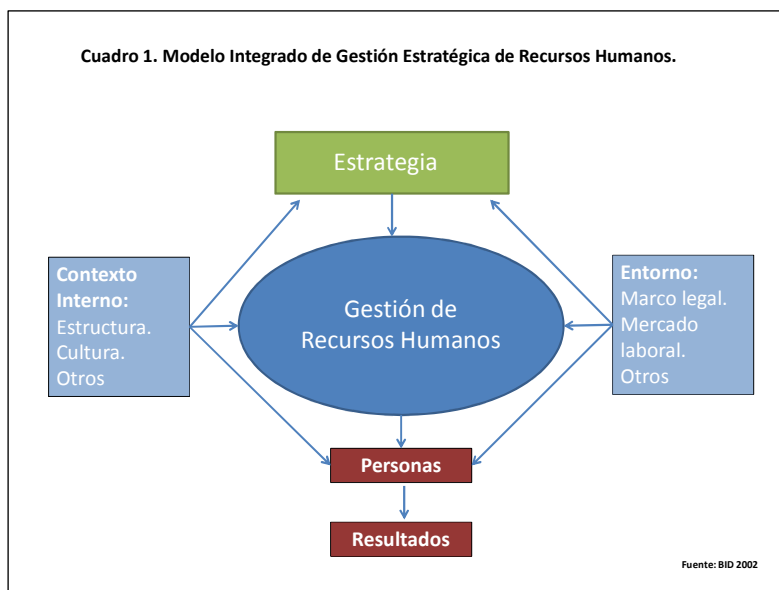 Cuadro 1. Modelo Integrado de Gestión Estratégica de Recursos Humanos.
Estrategia
Contexto
Interno:
Estructura.
Cultura.
Otros
Gestión de
Recursos Humanos
Entorno:
Marco legal.
Mercado
laboral.
Otros
Personas
Resultados
Fuente: BID 2002